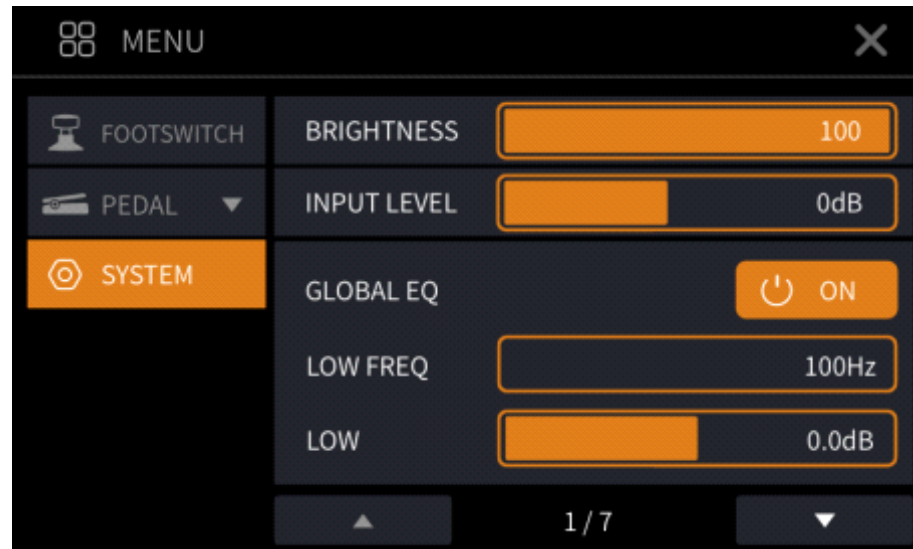 MENU
FOOTSWITCH
PEDAL
SYSTEM
BRIGHTNESS 100
INPUT LEVEL 0dB
GLOBAL EQ ON
LOW FREQ 100Hz
LOW 0.0dB
1/7